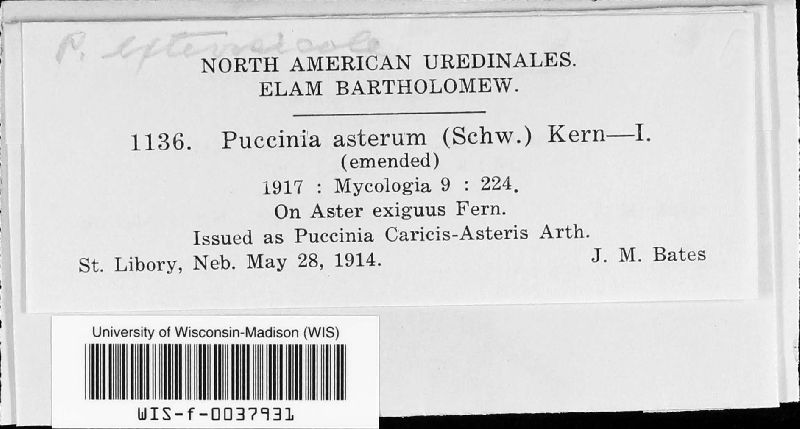 P. extensicola
NORTH AMERICAN UREDINALES.
ELAM BARTHOLOMEW.
1136. Puccinia asterum (Schw.) Kern—I.
(emended)
1917 : Mycologia 9 : 224.
On Aster exiguus Fern.
Issued as Puccinia Caricis-Asteris Arth.
St. Libory, Neb. May 28, 1914. J. M. Bates
University of Wisconsin-Madison (WIS)
WIS-f-0037931